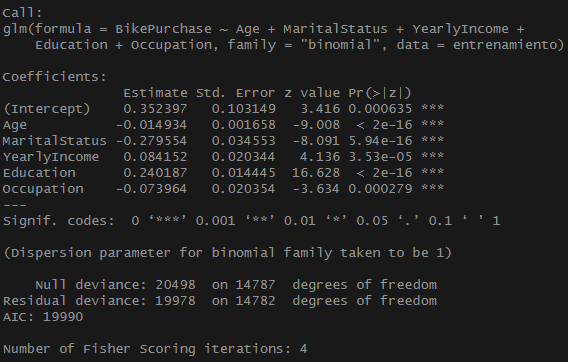 Call:
glm(formula = BikePurchase ~ Age + MaritalStatus + YearlyIncome +
    Education + Occupation, family = "binomial", data = entrenamiento)

Coefficients:
               Estimate Std. Error z value Pr(>|z|)
(Intercept)    0.352397   0.103149   3.416 0.000635 ***
Age           -0.014934   0.001658  -9.008  < 2e-16 ***
MaritalStatus -0.279554   0.034553  -8.091 5.94e-16 ***
YearlyIncome   0.084152   0.020344   4.136 3.53e-05 ***
Education      0.240187   0.014445  16.628  < 2e-16 ***
Occupation    -0.073964   0.020354  -3.634 0.000279 ***
---
Signif. codes:  0 ‘***’ 0.001 ‘**’ 0.01 ‘*’ 0.05 ‘.’ 0.1 ‘ ’ 1

(Dispersion parameter for binomial family taken to be 1)

    Null deviance: 20498  on 14787  degrees of freedom
Residual deviance: 19978  on 14782  degrees of freedom
AIC: 19990

Number of Fisher Scoring iterations: 4